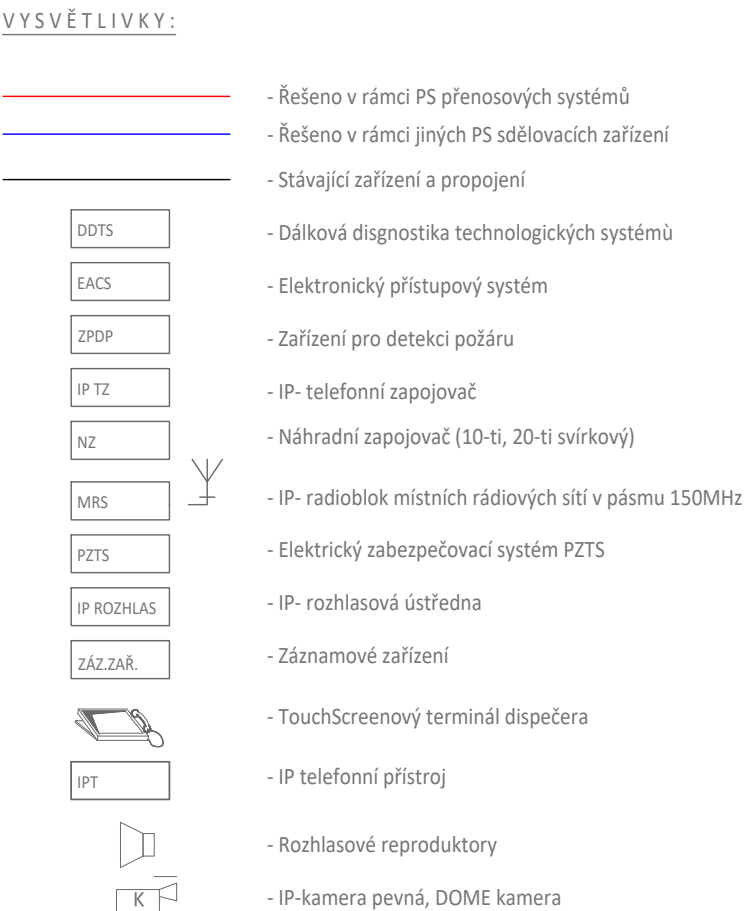 VYSVĚTLIVKY:
- Řešeno v rámci PS přenosových systémů
- Řešeno v rámci jiných PS sdělovacích zařízení
- Stávající zařízení a propojení
DDTS - Dálková disgnostika technologických systémù
EACS - Elektronický přístupový systém
ZPDP - Zařízení pro detekci požáru
IP TZ - IP- telefonní zapojovač
NZ - Náhradní zapojovač (10-ti, 20-ti svírkový)
MRS - IP- radioblok místních rádiových sítí v pásmu 150MHz
PZTS - Elektrický zabezpečovací systém PZTS
IP ROZHLAS - IP- rozhlasová ústředna
ZÁZ.ZAŘ. - Záznamové zařízení
- TouchScreenový terminál dispečera
IPT - IP telefonní přístroj
- Rozhlasové reproduktory
K - IP-kamera pevná, DOME kamera